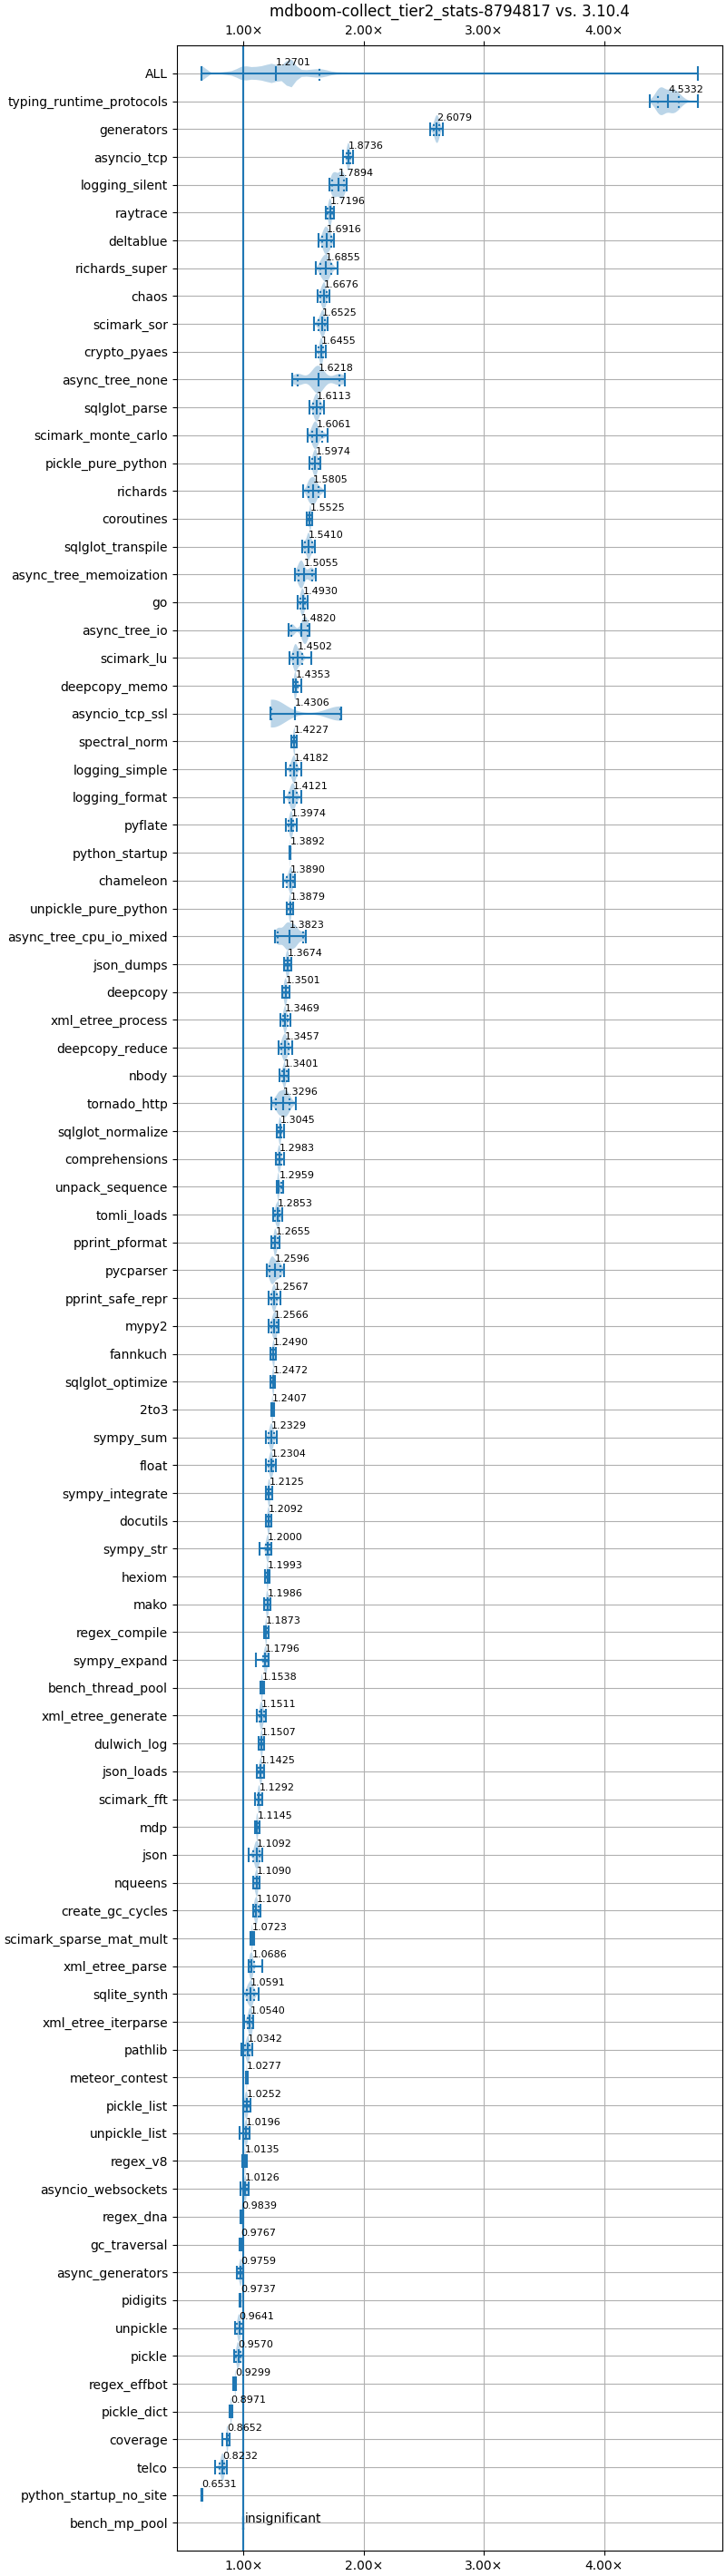 mdboom-collect_tier2_stats-8794817 vs. 3.10.4
1.00× 2.00× 3.00× 4.00×
ALL 1.2701
typing_runtime_protocols 4.5332
generators 2.6079
asyncio_tcp 1.8736
logging_silent 1.7894
raytrace 1.7196
deltablue 1.6916
richards_super 1.6855
chaos 1.6676
scimark_sor 1.6525
crypto_pyaes 1.6455
async_tree_none 1.6218
sqlglot_parse 1.6113
scimark_monte_carlo 1.6061
pickle_pure_python 1.5974
richards 1.5805
coroutines 1.5525
sqlglot_transpile 1.5410
async_tree_memoization 1.5055
go 1.4930
async_tree_io 1.4820
scimark_lu 1.4502
deepcopy_memo 1.4353
asyncio_tcp_ssl 1.4306
spectral_norm 1.4227
logging_simple 1.4182
logging_format 1.4121
pyflate 1.3974
python_startup 1.3892
chameleon 1.3890
unpickle_pure_python 1.3879
async_tree_cpu_io_mixed 1.3823
json_dumps 1.3674
deepcopy 1.3501
xml_etree_process 1.3469
deepcopy_reduce 1.3457
nbody 1.3401
tornado_http 1.3296
sqlglot_normalize 1.3045
comprehensions 1.2983
unpack_sequence 1.2959
tomli_loads 1.2853
pprint_pformat 1.2655
pycparser 1.2596
pprint_safe_repr 1.2567
mypy2 1.2566
fannkuch 1.2490
sqlglot_optimize 1.2472
2to3 1.2407
sympy_sum 1.2329
float 1.2304
sympy_integrate 1.2125
docutils 1.2092
sympy_str 1.2000
hexiom 1.1993
mako 1.1986
regex_compile 1.1873
sympy_expand 1.1796
bench_thread_pool 1.1538
xml_etree_generate 1.1511
dulwich_log 1.1507
json_loads 1.1425
scimark_fft 1.1292
mdp 1.1145
json 1.1092
nqueens 1.1090
create_gc_cycles 1.1070
scimark_sparse_mat_mult 1.0723
xml_etree_parse 1.0686
sqlite_synth 1.0591
xml_etree_iterparse 1.0540
pathlib 1.0342
meteor_contest 1.0277
pickle_list 1.0252
unpickle_list 1.0196
regex_v8 1.0135
asyncio_websockets 1.0126
regex_dna 0.9839
gc_traversal 0.9767
async_generators 0.9759
pidigits 0.9737
unpickle 0.9641
pickle 0.9570
regex_effbot 0.9299
pickle_dict 0.8971
coverage 0.8652
telco 0.8232
python_startup_no_site 0.6531
bench_mp_pool insignificant
1.00× 2.00× 3.00× 4.00×